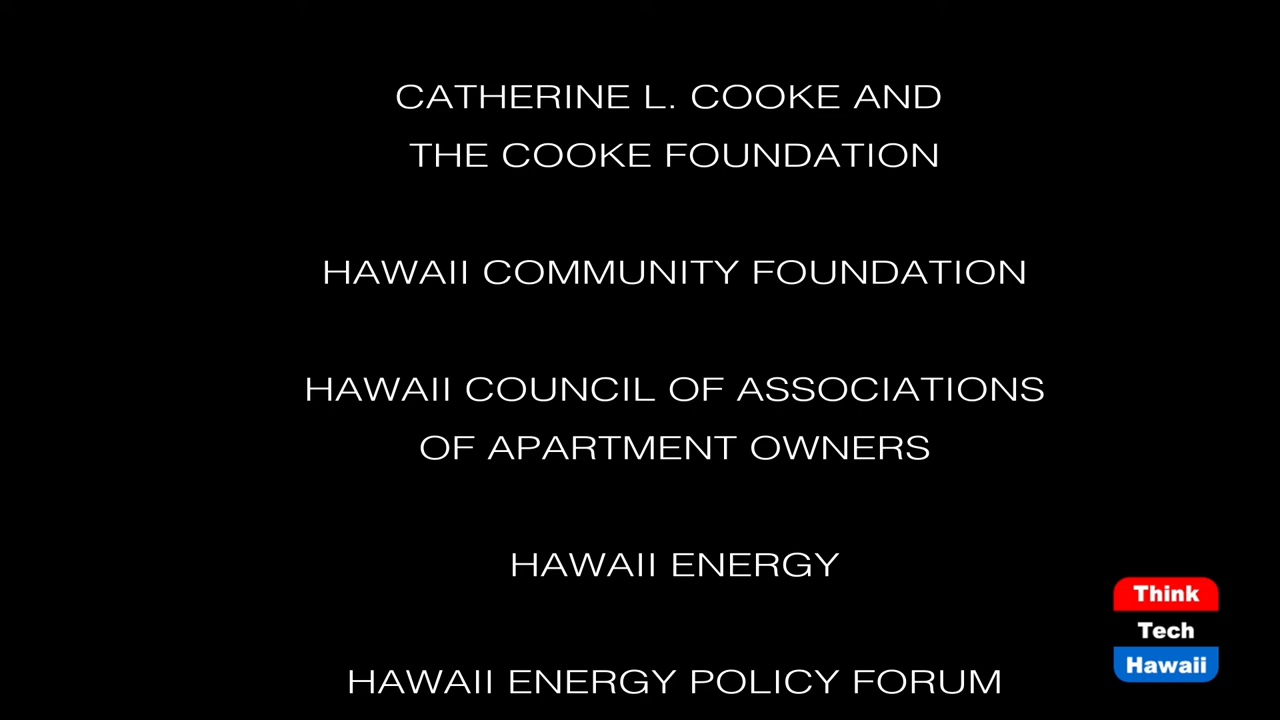 CATHERINE L. COOKE AND
THE COOKE FOUNDATION
HAWAII COMMUNITY FOUNDATION
HAWAII COUNCIL OF ASSOCIATIONS
OF APARTMENT OWNERS
HAWAII ENERGY
HAWAII ENERGY POLICY FORUM
Think
Tech
Hawaii